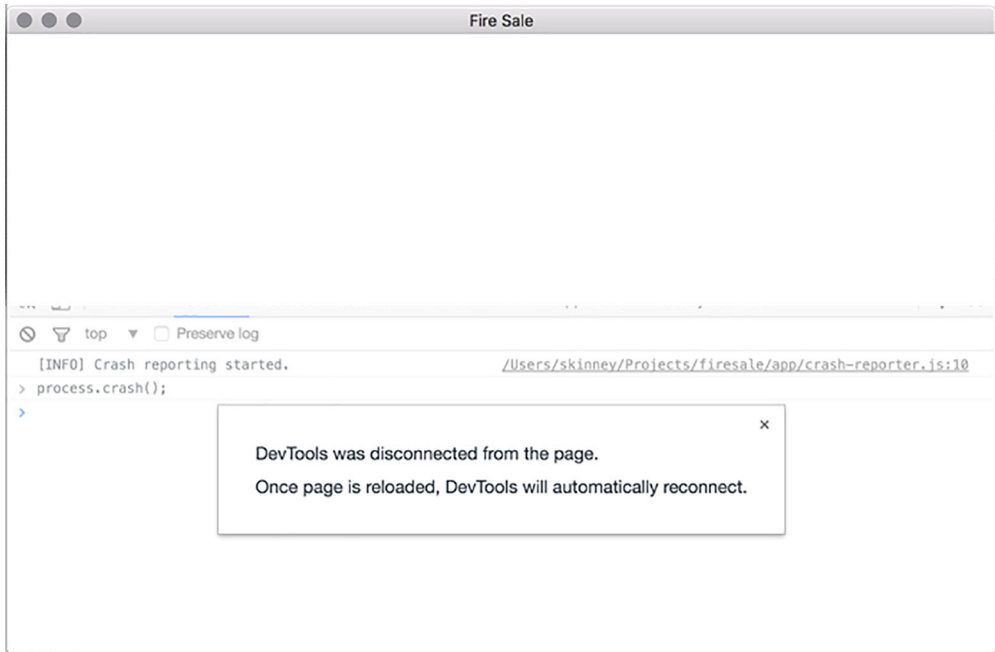 Fire Sale
top ▼ Preserve log
[INFO] Crash reporting started. /Users/skinney/Projects/firesale/app/crash-reporter.js:10
> process.crash();
>
×
DevTools was disconnected from the page.
Once page is reloaded, DevTools will automatically reconnect.